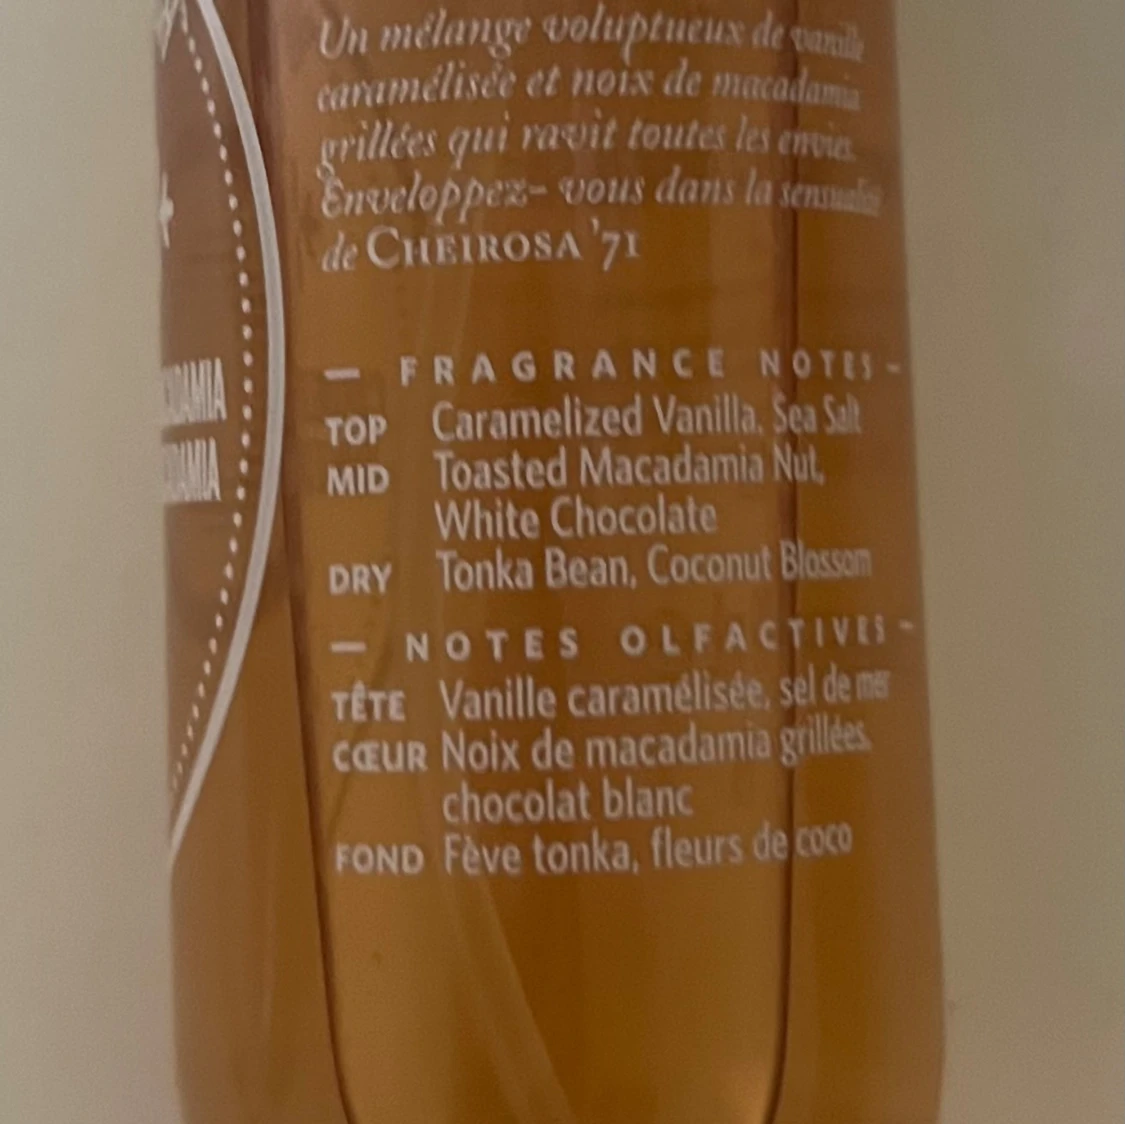 Un mélange voluptueux de vanille
caramélisée et noix de macadamia
grillées qui ravit toutes les envies.
Enveloppez- vous dans la sensualité
de CHEIROSA '71
— FRAGRANCE NOTES -
TOP Caramelized Vanilla, Sea Salt
MID Toasted Macadamia Nut,
White Chocolate
DRY Tonka Bean, Coconut Blossom
— NOTES OLFACTIVES -
TÊTE Vanille caramélisée, sel de mer
CŒUR Noix de macadamia grillées,
chocolat blanc
FOND Fève tonka, fleurs de coco